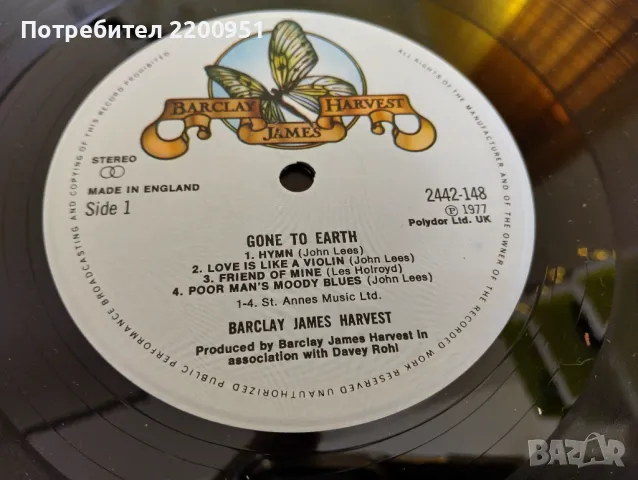 Потребител 2200951
BARCLAY JAMES HARVEST
STEREO
MADE IN ENGLAND
Side 1
2442-148
Ⓟ 1977
Polydor Ltd. UK
GONE TO EARTH
1. HYMN (John Lees)
2. LOVE IS LIKE A VIOLIN (John Lees)
3. FRIEND OF MINE (Les Holroyd)
4. POOR MAN'S MOODY BLUES (John Lees)
1-4. St. Annes Music Ltd.
BARCLAY JAMES HARVEST
Produced by Barclay James Harvest in
association with Davey Rohl
ALL RIGHTS OF THE MANUFACTURER AND OF THE OWNER OF THE RECORDED WORK RESERVED UNAUTHORIZED PUBLIC PERFORMANCE BROADCASTING AND COPYING OF THIS RECORD PROHIBITED
BAZAR